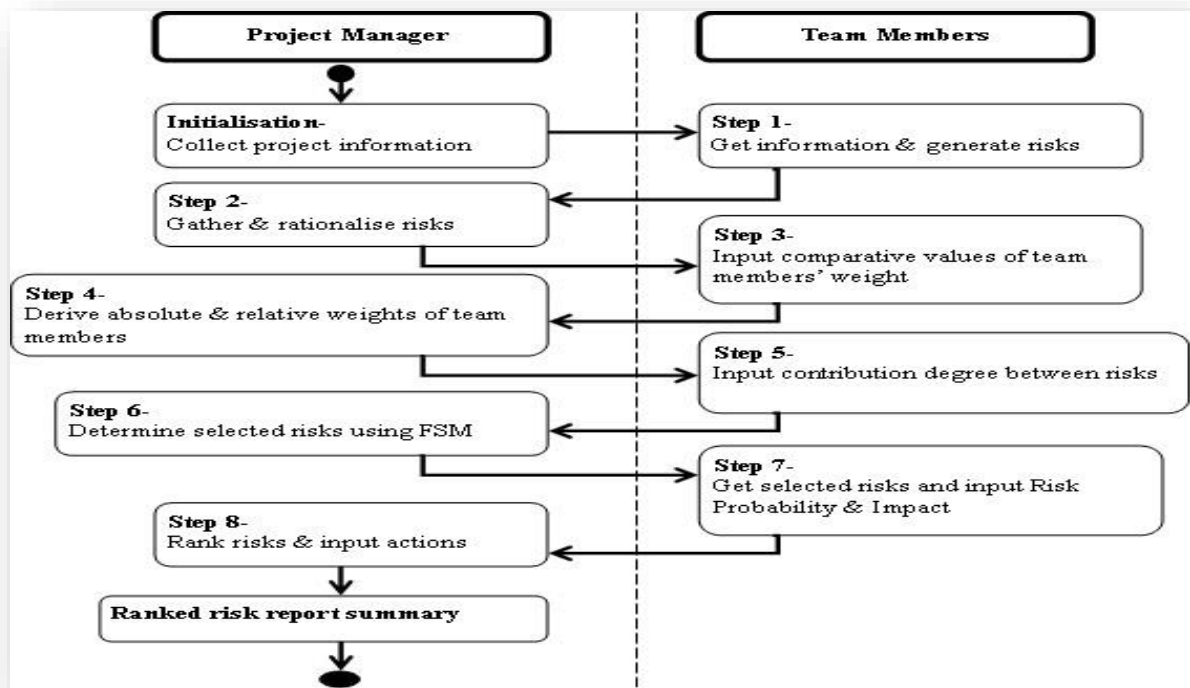 Project Manager
Team Members
Initialisation-
Collect project information
Step 1-
Get information & generate risks
Step 2-
Gather & rationalise risks
Step 3-
Input comparative values of team
members' weight
Step 4-
Derive absolute & relative weights of team
members
Step 5-
Input contribution degree between risks
Step 6-
Determine selected risks using FSM
Step 7-
Get selected risks and input Risk
Probability & Impact
Step 8-
Rank risks & input actions
Ranked risk report summary